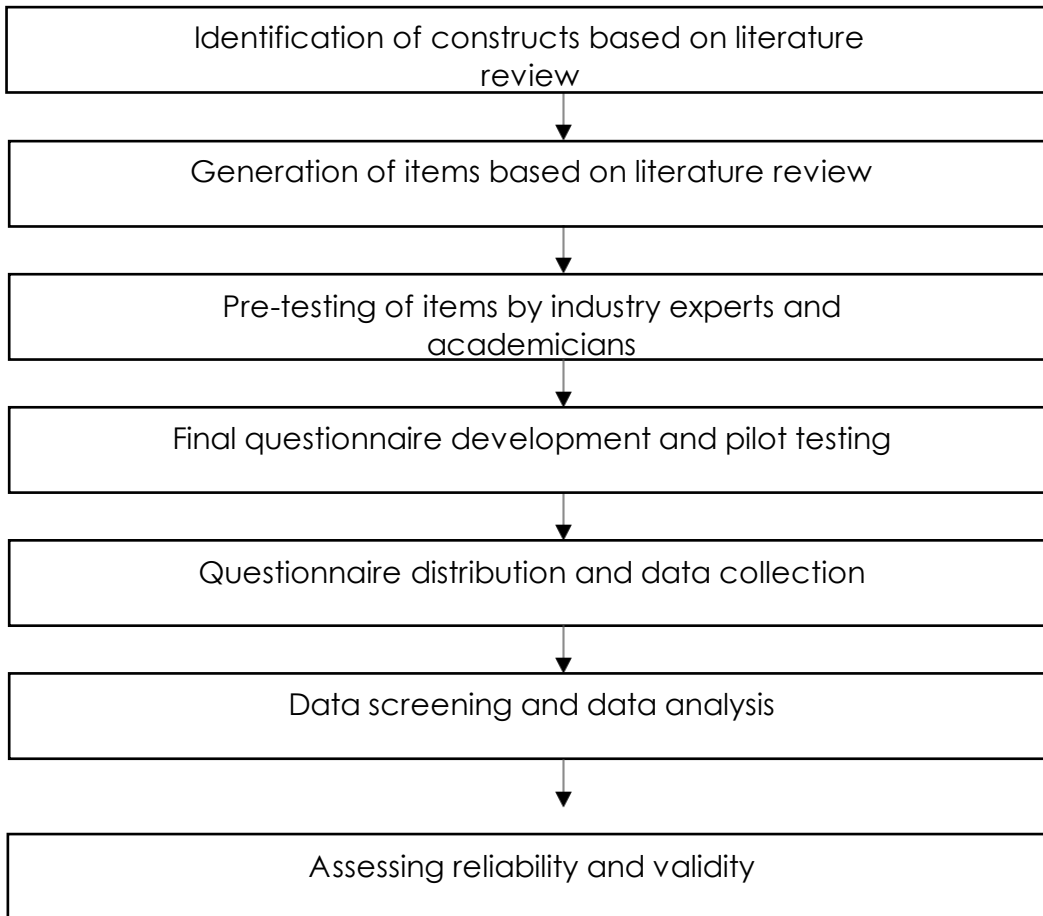 Identification of constructs based on literature
review
Generation of items based on literature review
Pre-testing of items by industry experts and
academicians
Final questionnaire development and pilot testing
Questionnaire distribution and data collection
Data screening and data analysis
Assessing reliability and validity